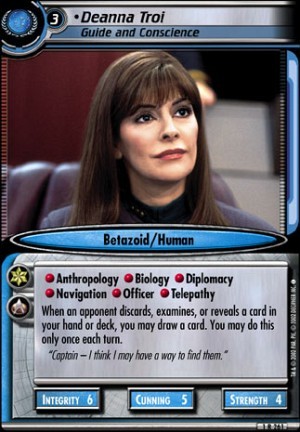 3
•Deanna Troi
Guide and Conscience
Betazoid/Human
Anthropology Biology Diplomacy
Navigation Officer Telepathy
When an opponent discards, examines, or reveals a card
in your hand or deck, you may draw a card. You may do this
only once each turn.
"Captain – I think I may have a way to find them."
Integrity 6 Cunning 5 Strength 4
1 R 261